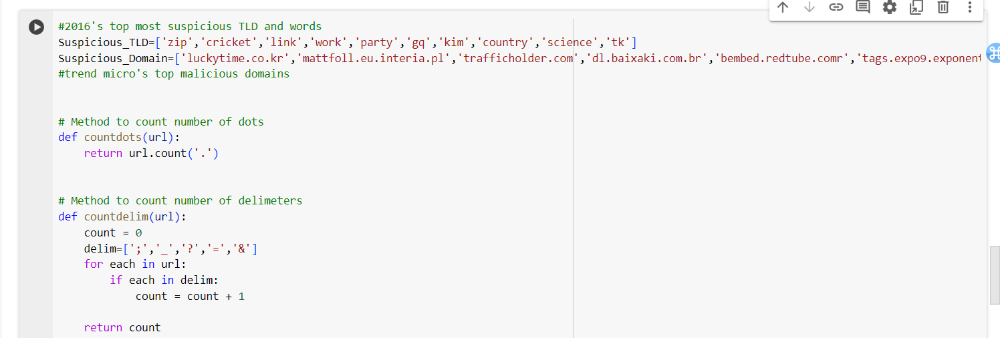 #2016's top most suspicious TLD and words
Suspicious_TLD=['zip','cricket','link','work','party','gq','kim','country','science','tk']
Suspicious_Domain=['luckytime.co.kr','mattfoll.eu.interia.pl','trafficholder.com','dl.baixaki.com.br','bembed.redtube.comr','tags.expo9.exponent
#trend micro's top malicious domains
# Method to count number of dots
def countdots(url):
    return url.count('.')
# Method to count number of delimeters
def countdelim(url):
    count = 0
    delim=[';','_','?','=','&']
    for each in url:
        if each in delim:
            count = count + 1
    return count